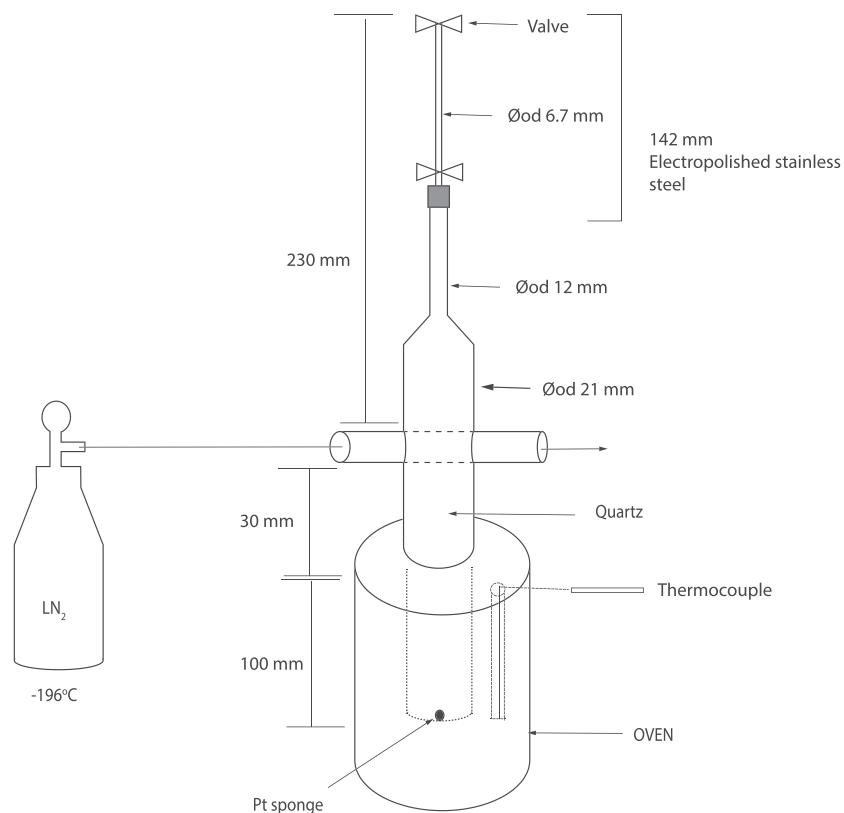 Valve
Øod 6.7 mm
142 mm
Electropolished stainless
steel
230 mm
Øod 12 mm
Øod 21 mm
30 mm
Quartz
LN2
Thermocouple
100 mm
-196°C
OVEN
Pt sponge